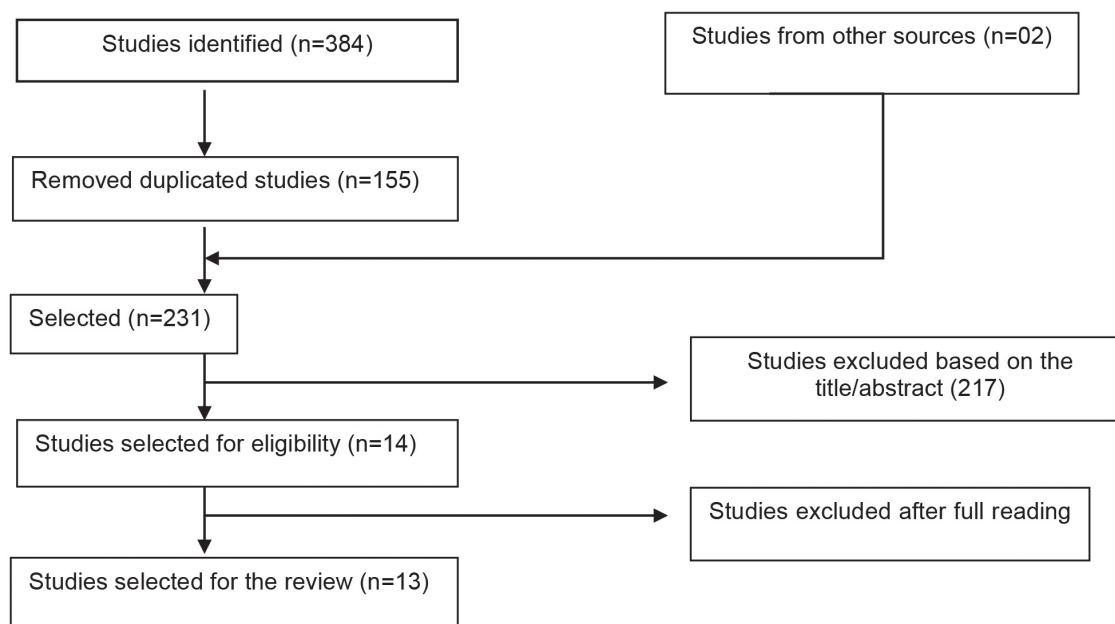 Studies identified (n=384)
Studies from other sources (n=02)
Removed duplicated studies (n=155)
Selected (n=231)
Studies excluded based on the
title/abstract (217)
Studies selected for eligibility (n=14)
Studies excluded after full reading
Studies selected for the review (n=13)